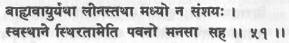 बाह्यवायुर्यथा लीनस्तथा मध्यो न संशयः ।
स्वस्थाने स्थिरतामेति पवनो मनसा सह ॥ ५१ ॥